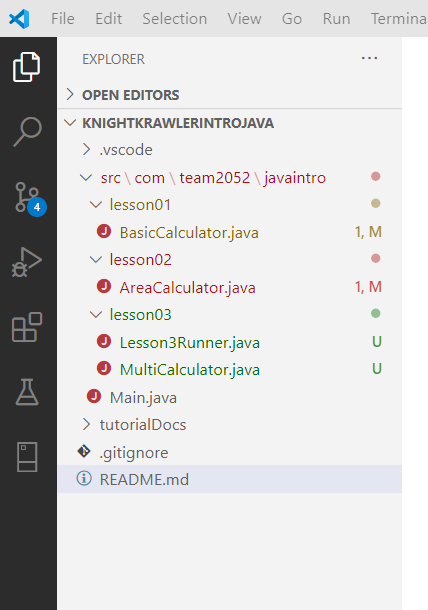 File Edit Selection View Go Run Termina
EXPLORER ...
OPEN EDITORS
KNIGHTKRAWLERINTROJAVA
.vscode
src \ com \ team2052 \ javaintro
lesson01
J BasicCalculator.java 1, M
lesson02
J AreaCalculator.java 1, M
lesson03
J Lesson3Runner.java U
J MultiCalculator.java U
J Main.java
tutorialDocs
.gitignore
README.md
4